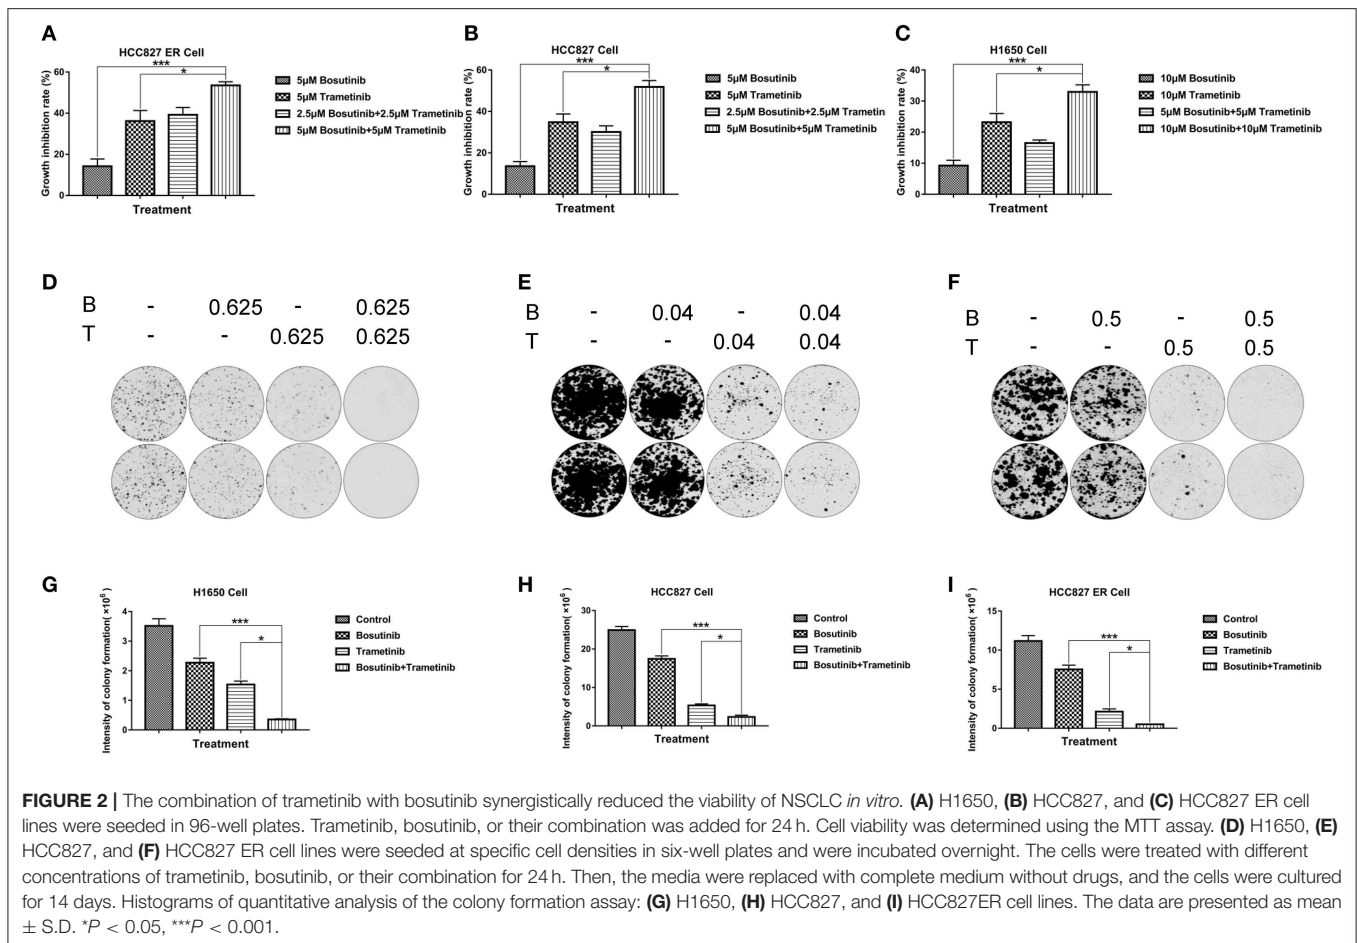 A
HCC827 ER Cell
***
*
60
40
20
0
Growth inhibition rate (%)
Treatment
5μM Bosutinib
5μM Trametinib
2.5μM Bosutinib+2.5μM Trametinib
5μM Bosutinib+5μM Trametinib
B
HCC827 Cell
***
*
60
40
20
0
Growth inhibition rate (%)
Treatment
5μM Bosutinib
5μM Trametinib
2.5μM Bosutinib+2.5μM Trametin
5μM Bosutinib+5μM Trametinib
C
H1650 Cell
***
*
40
30
20
10
0
Growth inhibition rate (%)
Treatment
10μM Bosutinib
10μM Trametinib
5μM Bosutinib+5μM Trametinib
10μM Bosutinib+10μM Trametinib
D
B - 0.625 - 0.625
T - - 0.625 0.625
E
B - 0.04 - 0.04
T - - 0.04 0.04
F
B - 0.5 - 0.5
T - - 0.5 0.5
G
H1650 Cell
***
*
4
3
2
1
0
Intensity of colony formation( ×10⁶ )
Treatment
Control
Bosutinib
Trametinib
Bosutinib+Trametinib
H
HCC827 Cell
***
*
30
20
10
0
Intensity of colony formation( ×10⁶ )
Treatment
Control
Bosutinib
Trametinib
Bosutinib+Trametinib
I
HCC827 ER Cell
***
*
15
10
5
0
Intensity of colony formation( ×10⁶ )
Treatment
Control
Bosutinib
Trametinib
Bosutinib+Trametinib
FIGURE 2 | The combination of trametinib with bosutinib synergistically reduced the viability of NSCLC in vitro. (A) H1650, (B) HCC827, and (C) HCC827 ER cell
lines were seeded in 96-well plates. Trametinib, bosutinib, or their combination was added for 24 h. Cell viability was determined using the MTT assay. (D) H1650, (E)
HCC827, and (F) HCC827 ER cell lines were seeded at specific cell densities in six-well plates and were incubated overnight. The cells were treated with different
concentrations of trametinib, bosutinib, or their combination for 24 h. Then, the media were replaced with complete medium without drugs, and the cells were cultured
for 14 days. Histograms of quantitative analysis of the colony formation assay: (G) H1650, (H) HCC827, and (I) HCC827ER cell lines. The data are presented as mean
± S.D. *P < 0.05, ***P < 0.001.